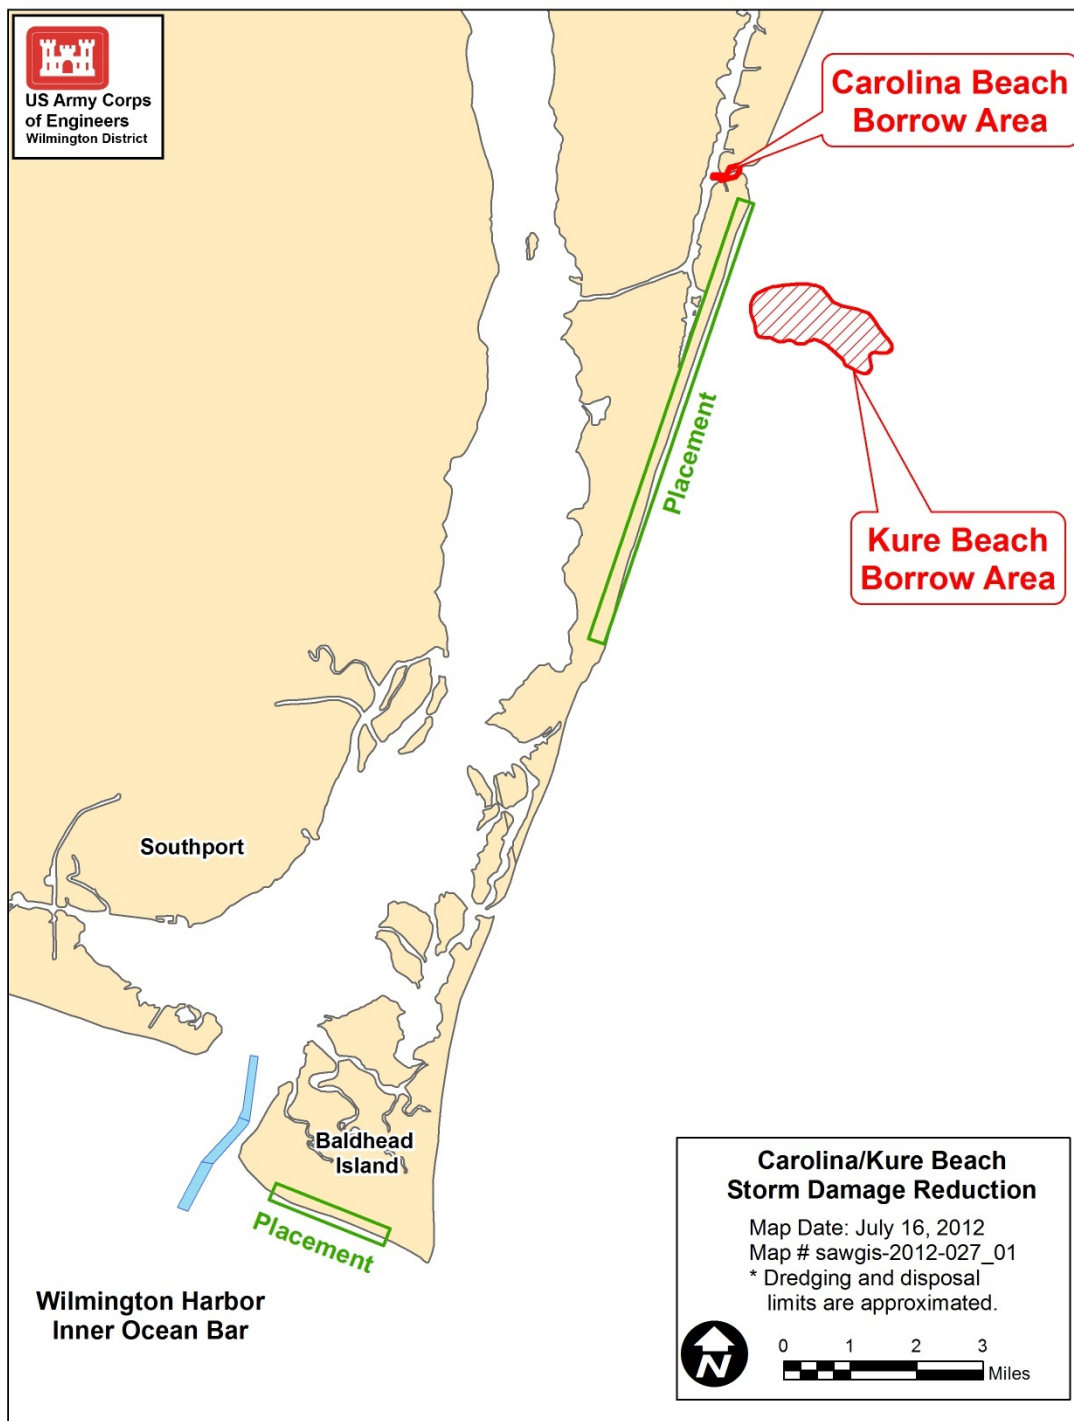 US Army Corps
of Engineers
Wilmington District
Carolina Beach
Borrow Area
Placement
Kure Beach
Borrow Area
Southport
Baldhead
Island
Placement
Wilmington Harbor
Inner Ocean Bar
Carolina/Kure Beach
Storm Damage Reduction
Map Date: July 16, 2012
Map # sawgis-2012-027_01
* Dredging and disposal
limits are approximated.
N
0 1 2 3
Miles